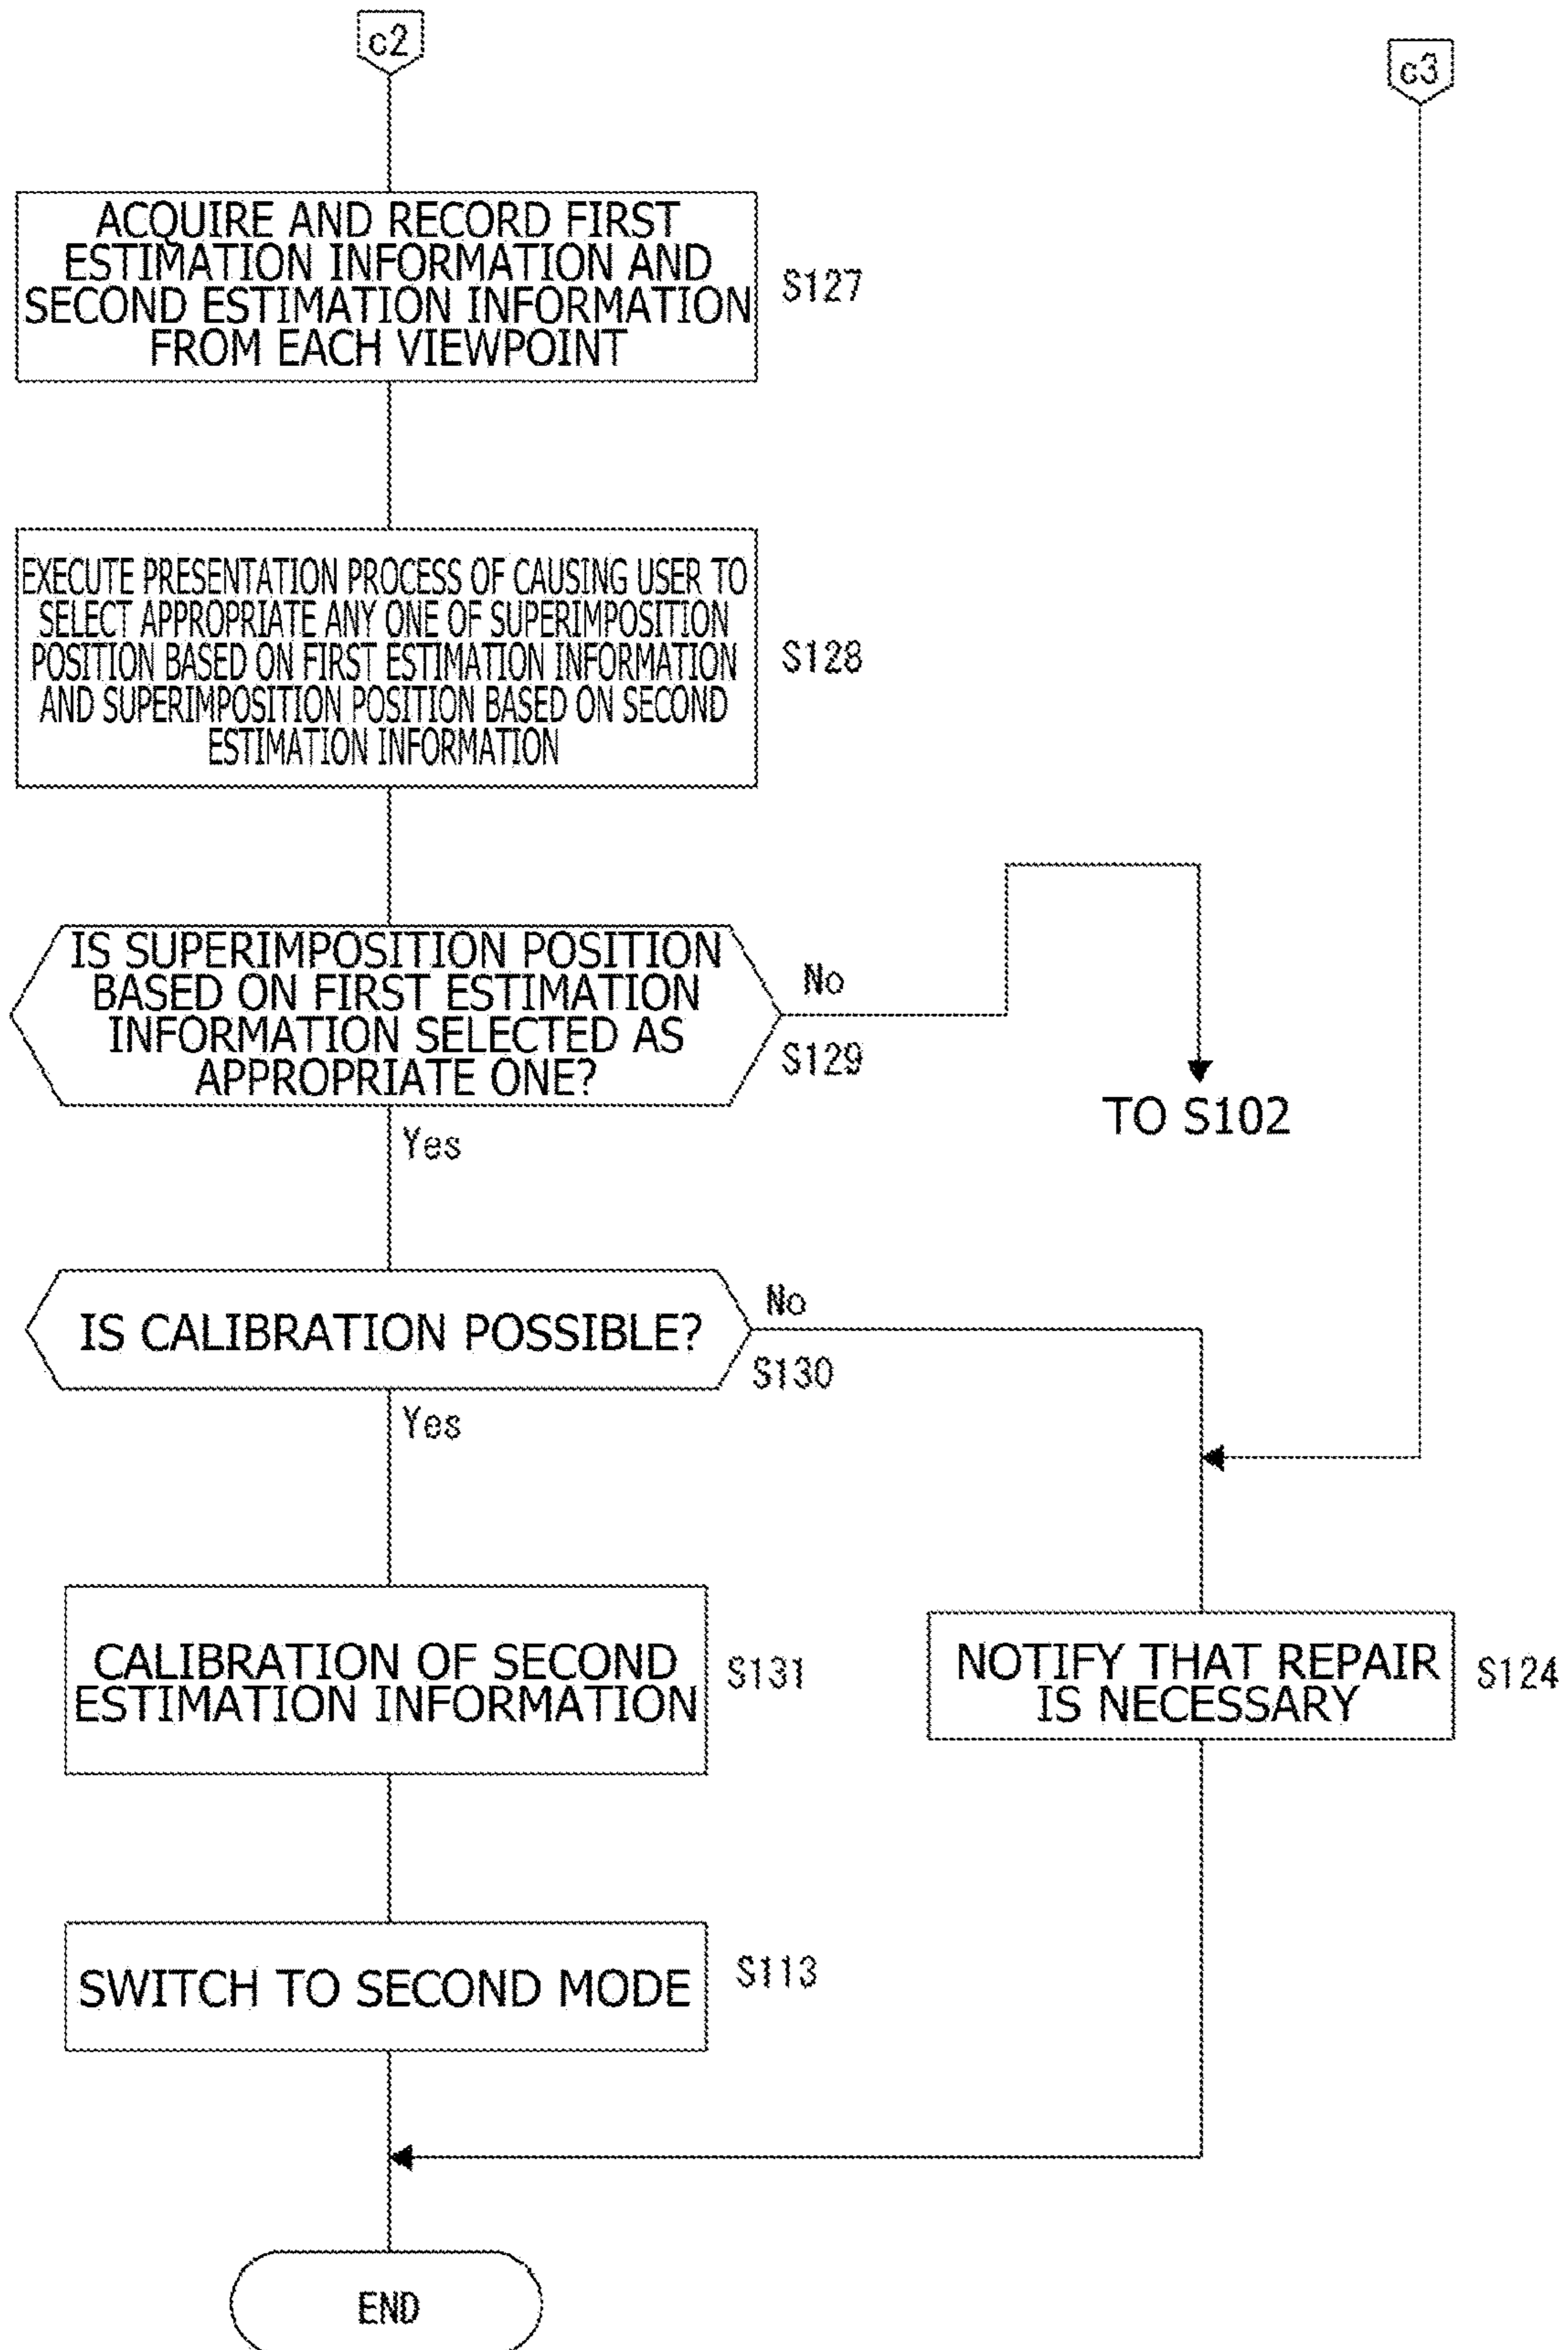 c2
c3
ACQUIRE AND RECORD FIRST
ESTIMATION INFORMATION AND
SECOND ESTIMATION INFORMATION
FROM EACH VIEWPOINT
S127
EXECUTE PRESENTATION PROCESS OF CAUSING USER TO
SELECT APPROPRIATE ANY ONE OF SUPERIMPOSITION
POSITION BASED ON FIRST ESTIMATION INFORMATION
AND SUPERIMPOSITION POSITION BASED ON SECOND
ESTIMATION INFORMATION
S128
IS SUPERIMPOSITION POSITION
BASED ON FIRST ESTIMATION
INFORMATION SELECTED AS
APPROPRIATE ONE?
No
S129
TO S102
Yes
IS CALIBRATION POSSIBLE?
No
S130
Yes
CALIBRATION OF SECOND
ESTIMATION INFORMATION
S131
NOTIFY THAT REPAIR
IS NECESSARY
S124
SWITCH TO SECOND MODE
S113
END